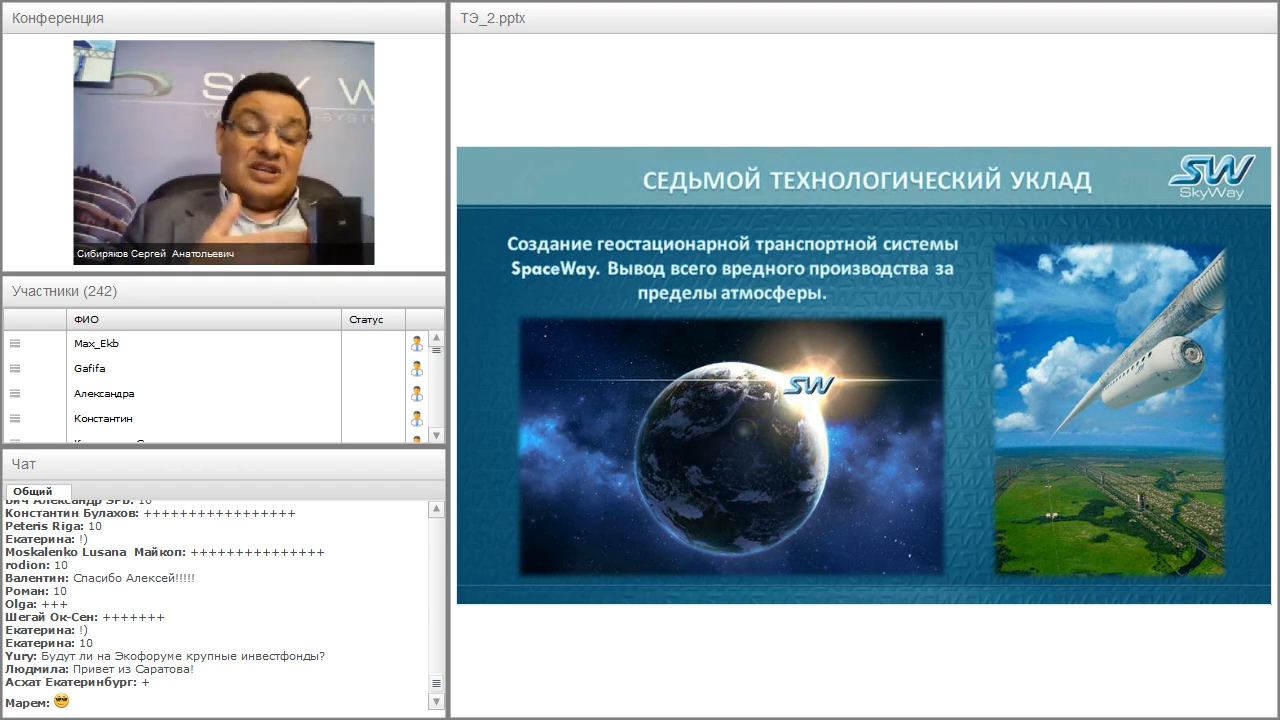 Конференция
SKY W
Сибиряков Сергей Анатольевич
Участники (242)
ФИО
Статус
Max_Ekb
Gafifa
Александра
Константин
Чат
Общий
10
Константин Булахов: +++++++++++++++++
Peteris Riga: 10
Екатерина: !)
Moskalenko Lusana Майкоп: +++++++++++++++
rodion: 10
Валентин: Спасибо Алексей!!!!!
Роман: 10
Olga: +++
Шегай Ок-Сен: +++++++
Екатерина: !)
Екатерина: 10
Yury: Будут ли на Экофоруме крупные инвестфонды?
Людмила: Привет из Саратова!
Асхат Екатеринбург: +
Марем:
ТЭ_2.pptx
СЕДЬМОЙ ТЕХНОЛОГИЧЕСКИЙ УКЛАД
SW
SkyWay
Создание геостационарной транспортной системы
SpaceWay. Вывод всего вредного производства за
пределы атмосферы.
SW